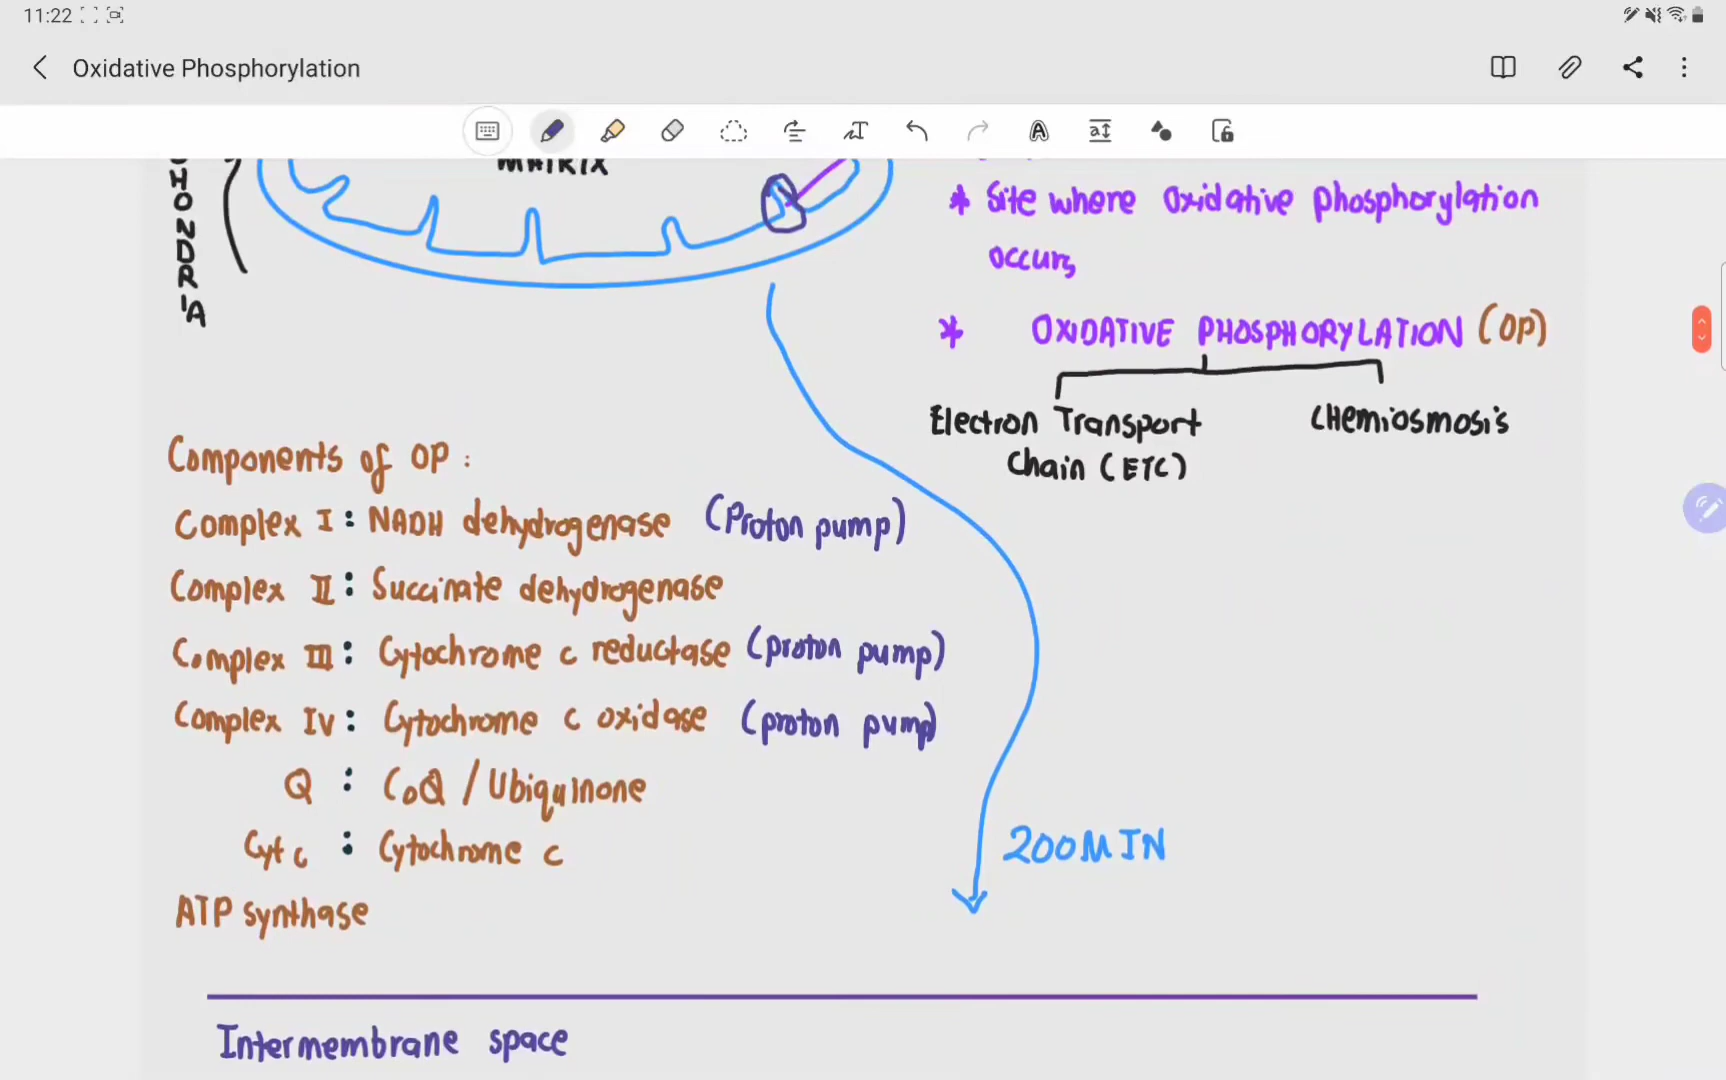 11:22
Oxidative Phosphorylation
MATRIX
HONDRIA
* Site where Oxidative phosphorylation
occurs
* OXIDATIVE PHOSPHORYLATION (OP)
Electron Transport
Chain (ETC)
CHemiosmosis
Components of OP :
Complex I : NADH dehydrogenase (Proton pump)
Complex II : Succinate dehydrogenase
Complex III : Cytochrome c reductase (proton pump)
Complex IV : Cytochrome c oxidase (proton pump)
Q : CoQ / Ubiquinone
Cyt c : Cytochrome c
ATP synthase
200M IN
Intermembrane space